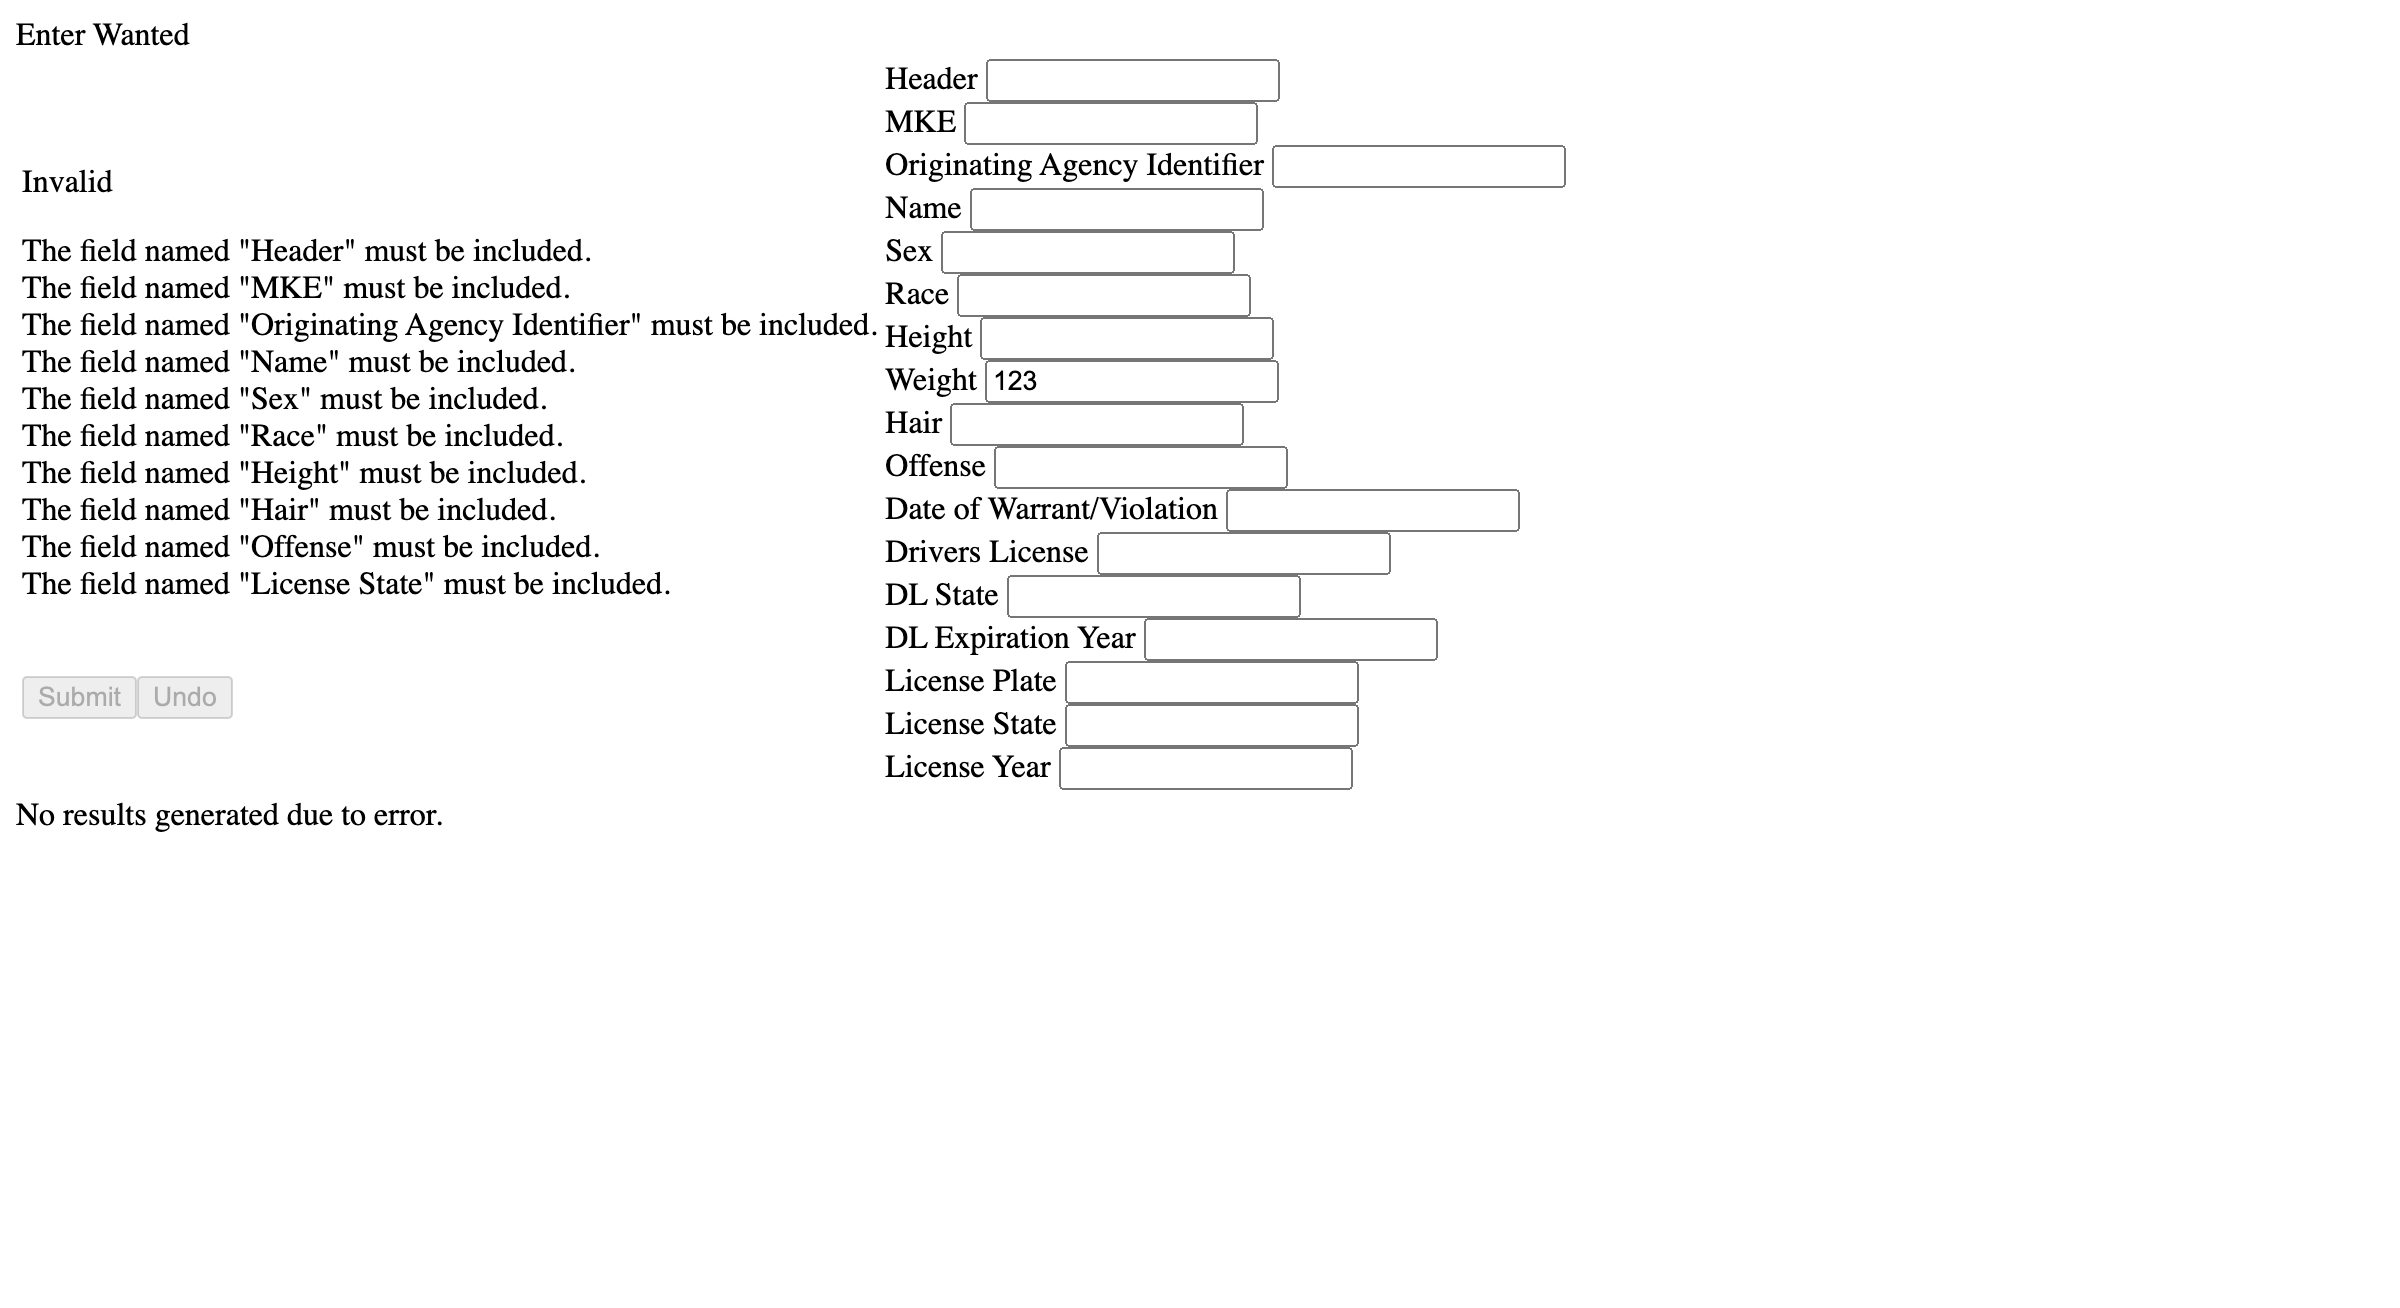 Enter Wanted
Invalid
The field named "Header" must be included.
The field named "MKE" must be included.
The field named "Originating Agency Identifier" must be included.
The field named "Name" must be included.
The field named "Sex" must be included.
The field named "Race" must be included.
The field named "Height" must be included.
The field named "Hair" must be included.
The field named "Offense" must be included.
The field named "License State" must be included.
Submit Undo
Header
MKE
Originating Agency Identifier
Name
Sex
Race
Height
Weight 123
Hair
Offense
Date of Warrant/Violation
Drivers License
DL State
DL Expiration Year
License Plate
License State
License Year
No results generated due to error.